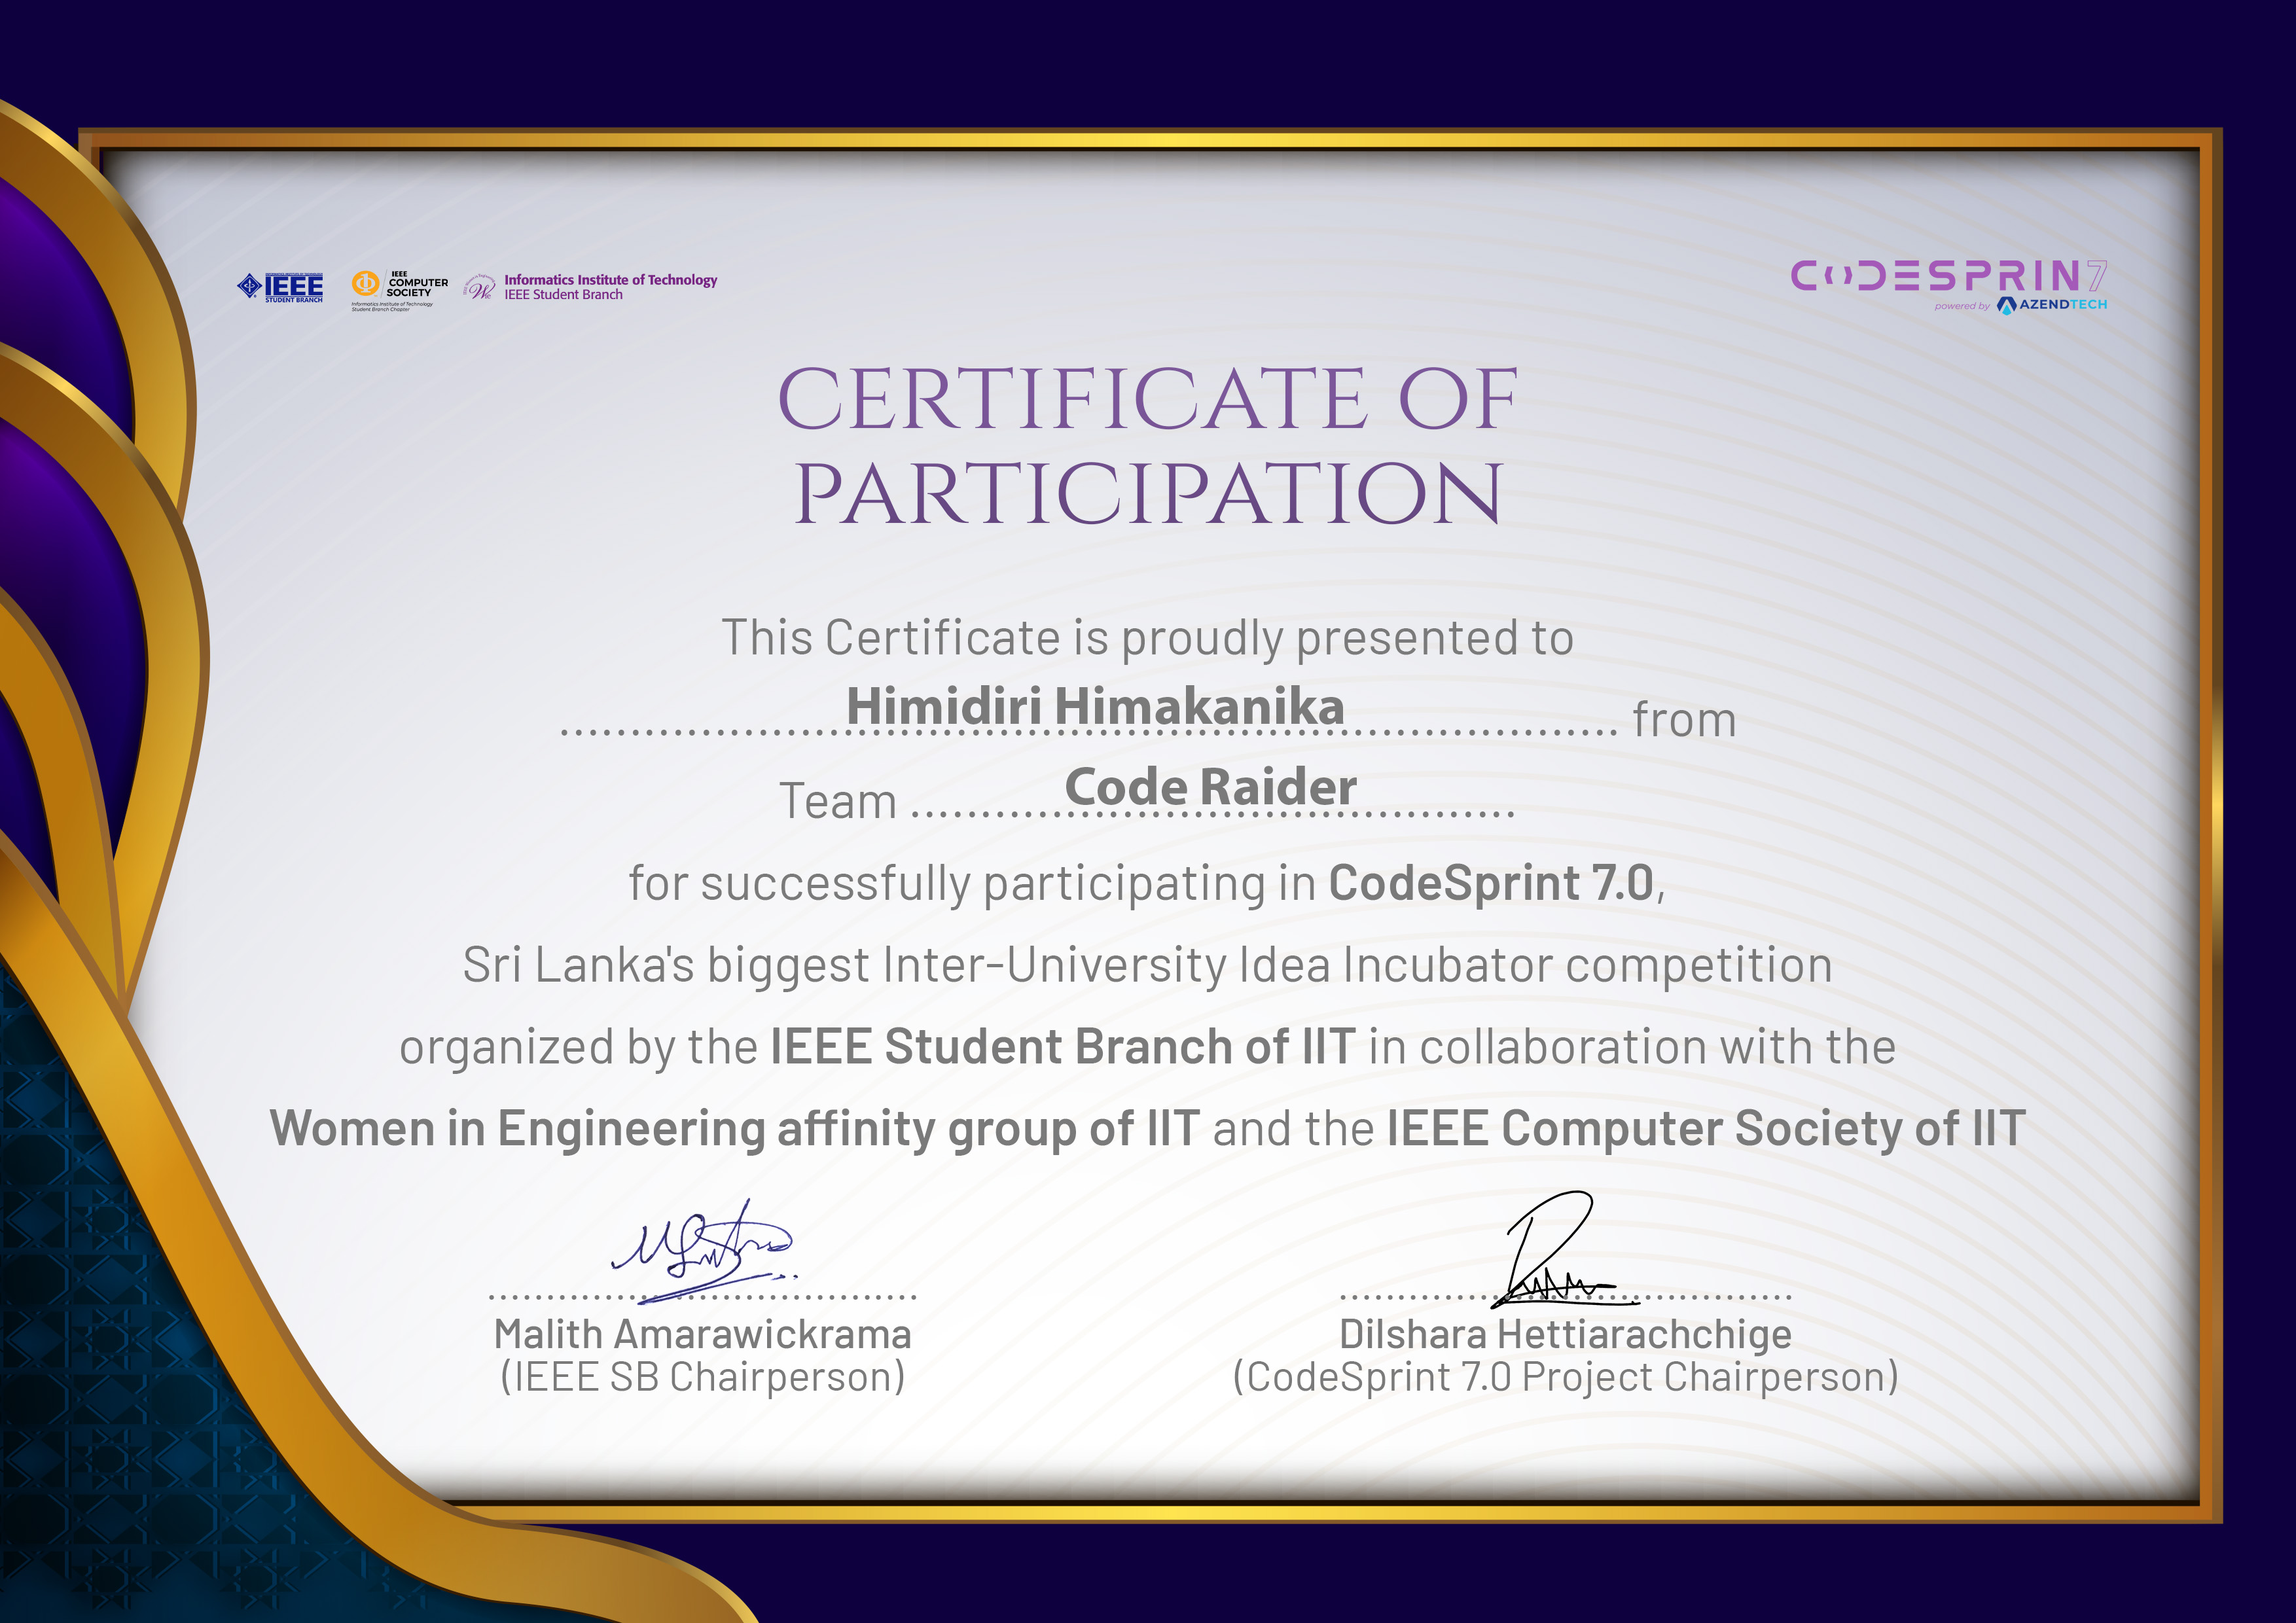 INFORMATICS INSTITUTE OF TECHNOLOGY
IEEE
STUDENT BRANCH
IEEE
COMPUTER
SOCIETY
Informatics Institute of Technology
Student Branch Chapter
Informatics Institute of Technology
IEEE Student Branch
CODESPRIN7
powered by AZENDTECH
CERTIFICATE OF
PARTICIPATION
This Certificate is proudly presented to
Himidiri Himakanika from
Team Code Raider
for successfully participating in CodeSprint 7.0,
Sri Lanka's biggest Inter-University Idea Incubator competition
organized by the IEEE Student Branch of IIT in collaboration with the
Women in Engineering affinity group of IIT and the IEEE Computer Society of IIT
Malith Amarawickrama
(IEEE SB Chairperson)
Dilshara Hettiarachchige
(CodeSprint 7.0 Project Chairperson)